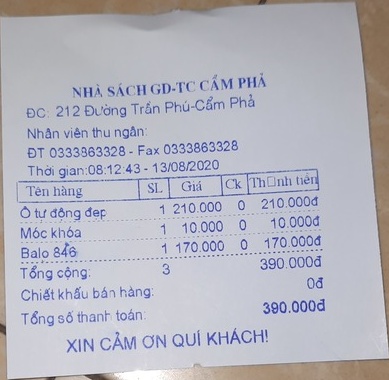 NHÀ SÁCH GD-TC CẨM PHẢ
ĐC: 212 Đường Trần Phú-Cẩm Phả
Nhân viên thu ngân:
ĐT 0333863328 - Fax 0333863328
Thời gian:08:12:43 - 13/08/2020
Tên hàng SL Giá Ck Th□nh tiền
Ô tư đông đẹp 1 210.000 0 210.000đ
Móc khóa 1 10.000 0 10.000đ
Balo 846 1 170.000 0 170.000đ
Tổng cộng: 3 390.000đ
Chiết khấu bán hàng: 0đ
Tổng số thanh toán: 390.000đ
XIN CẢM ƠN QUÍ KHÁCH!